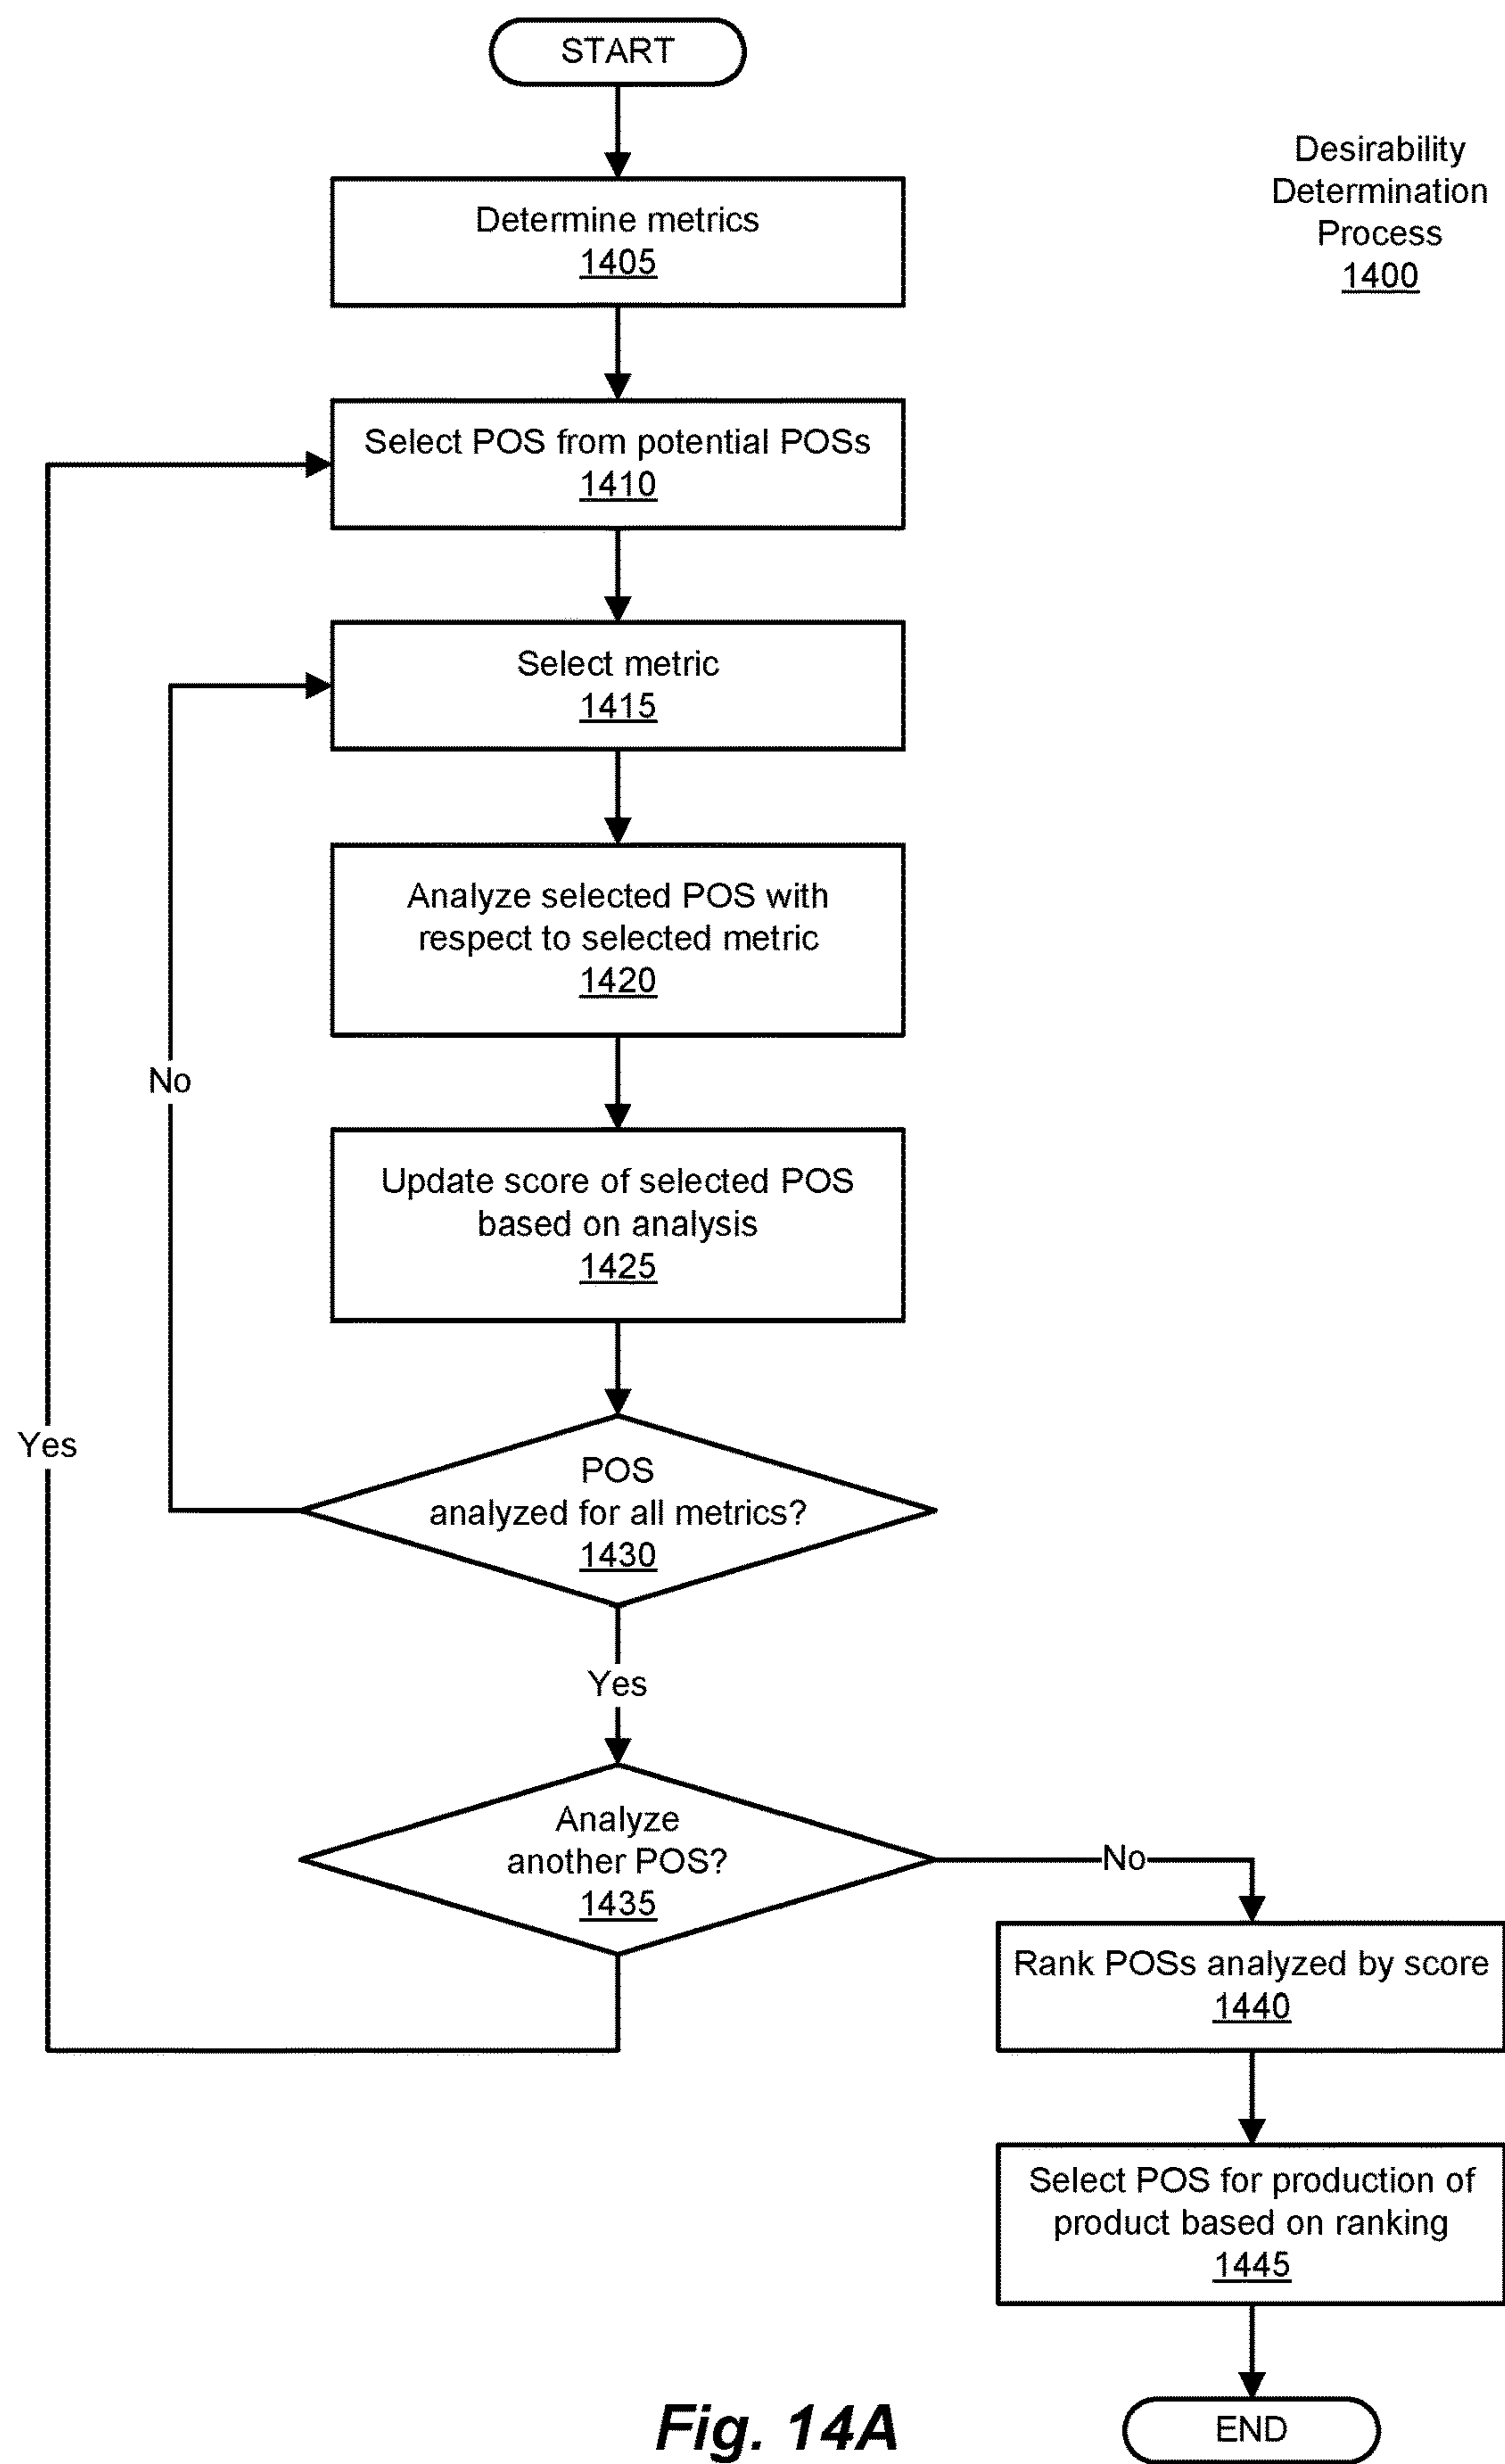 START
Desirability
Determination
Process
1400
Determine metrics
1405
Select POS from potential POSs
1410
Select metric
1415
Analyze selected POS with
respect to selected metric
1420
No
Update score of selected POS
based on analysis
1425
Yes
POS
analyzed for all metrics?
1430
Yes
Analyze
another POS?
1435
No
Rank POSs analyzed by score
1440
Select POS for production of
product based on ranking
1445
END
Fig. 14A